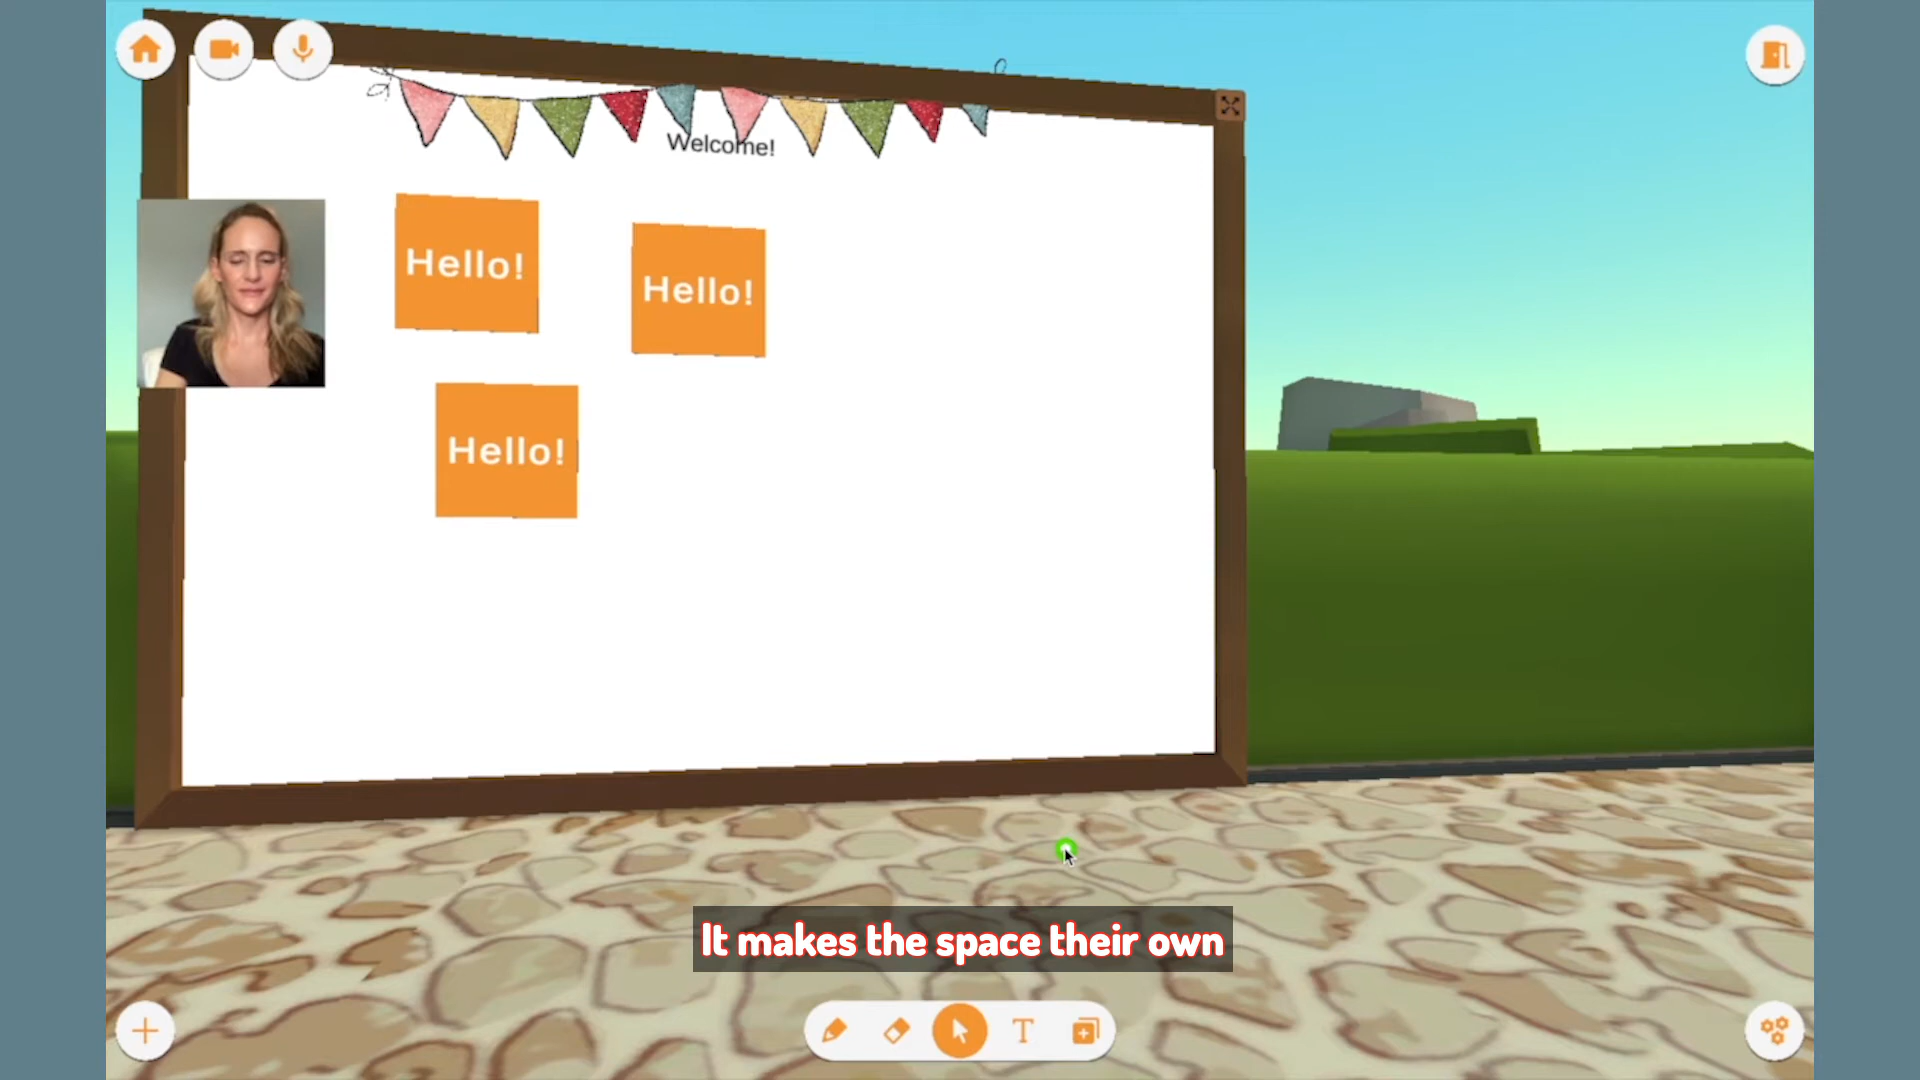 Welcome!
Hello!
Hello!
Hello!
It makes the space their own
T